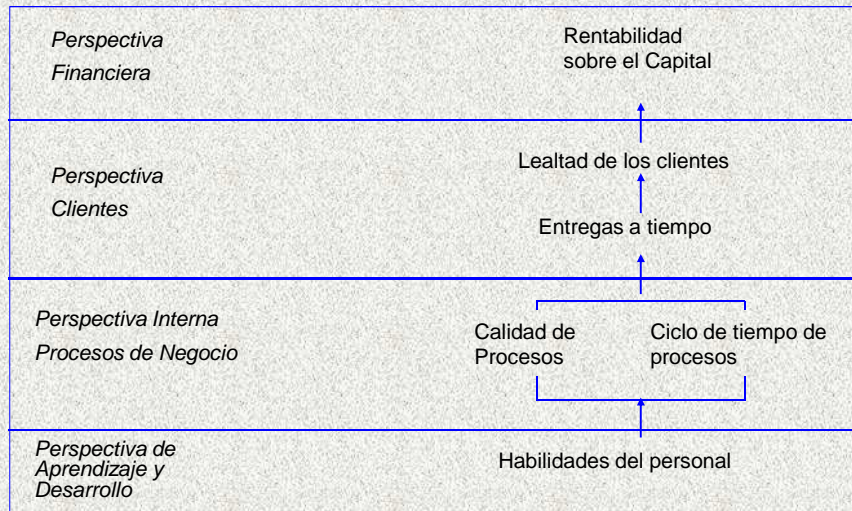 Perspectiva
Financiera
Rentabilidad
sobre el Capital
Perspectiva
Clientes
Lealtad de los clientes
Entregas a tiempo
Perspectiva Interna
Procesos de Negocio
Calidad de
Procesos
Ciclo de tiempo de
procesos
Perspectiva de
Aprendizaje y
Desarrollo
Habilidades del personal